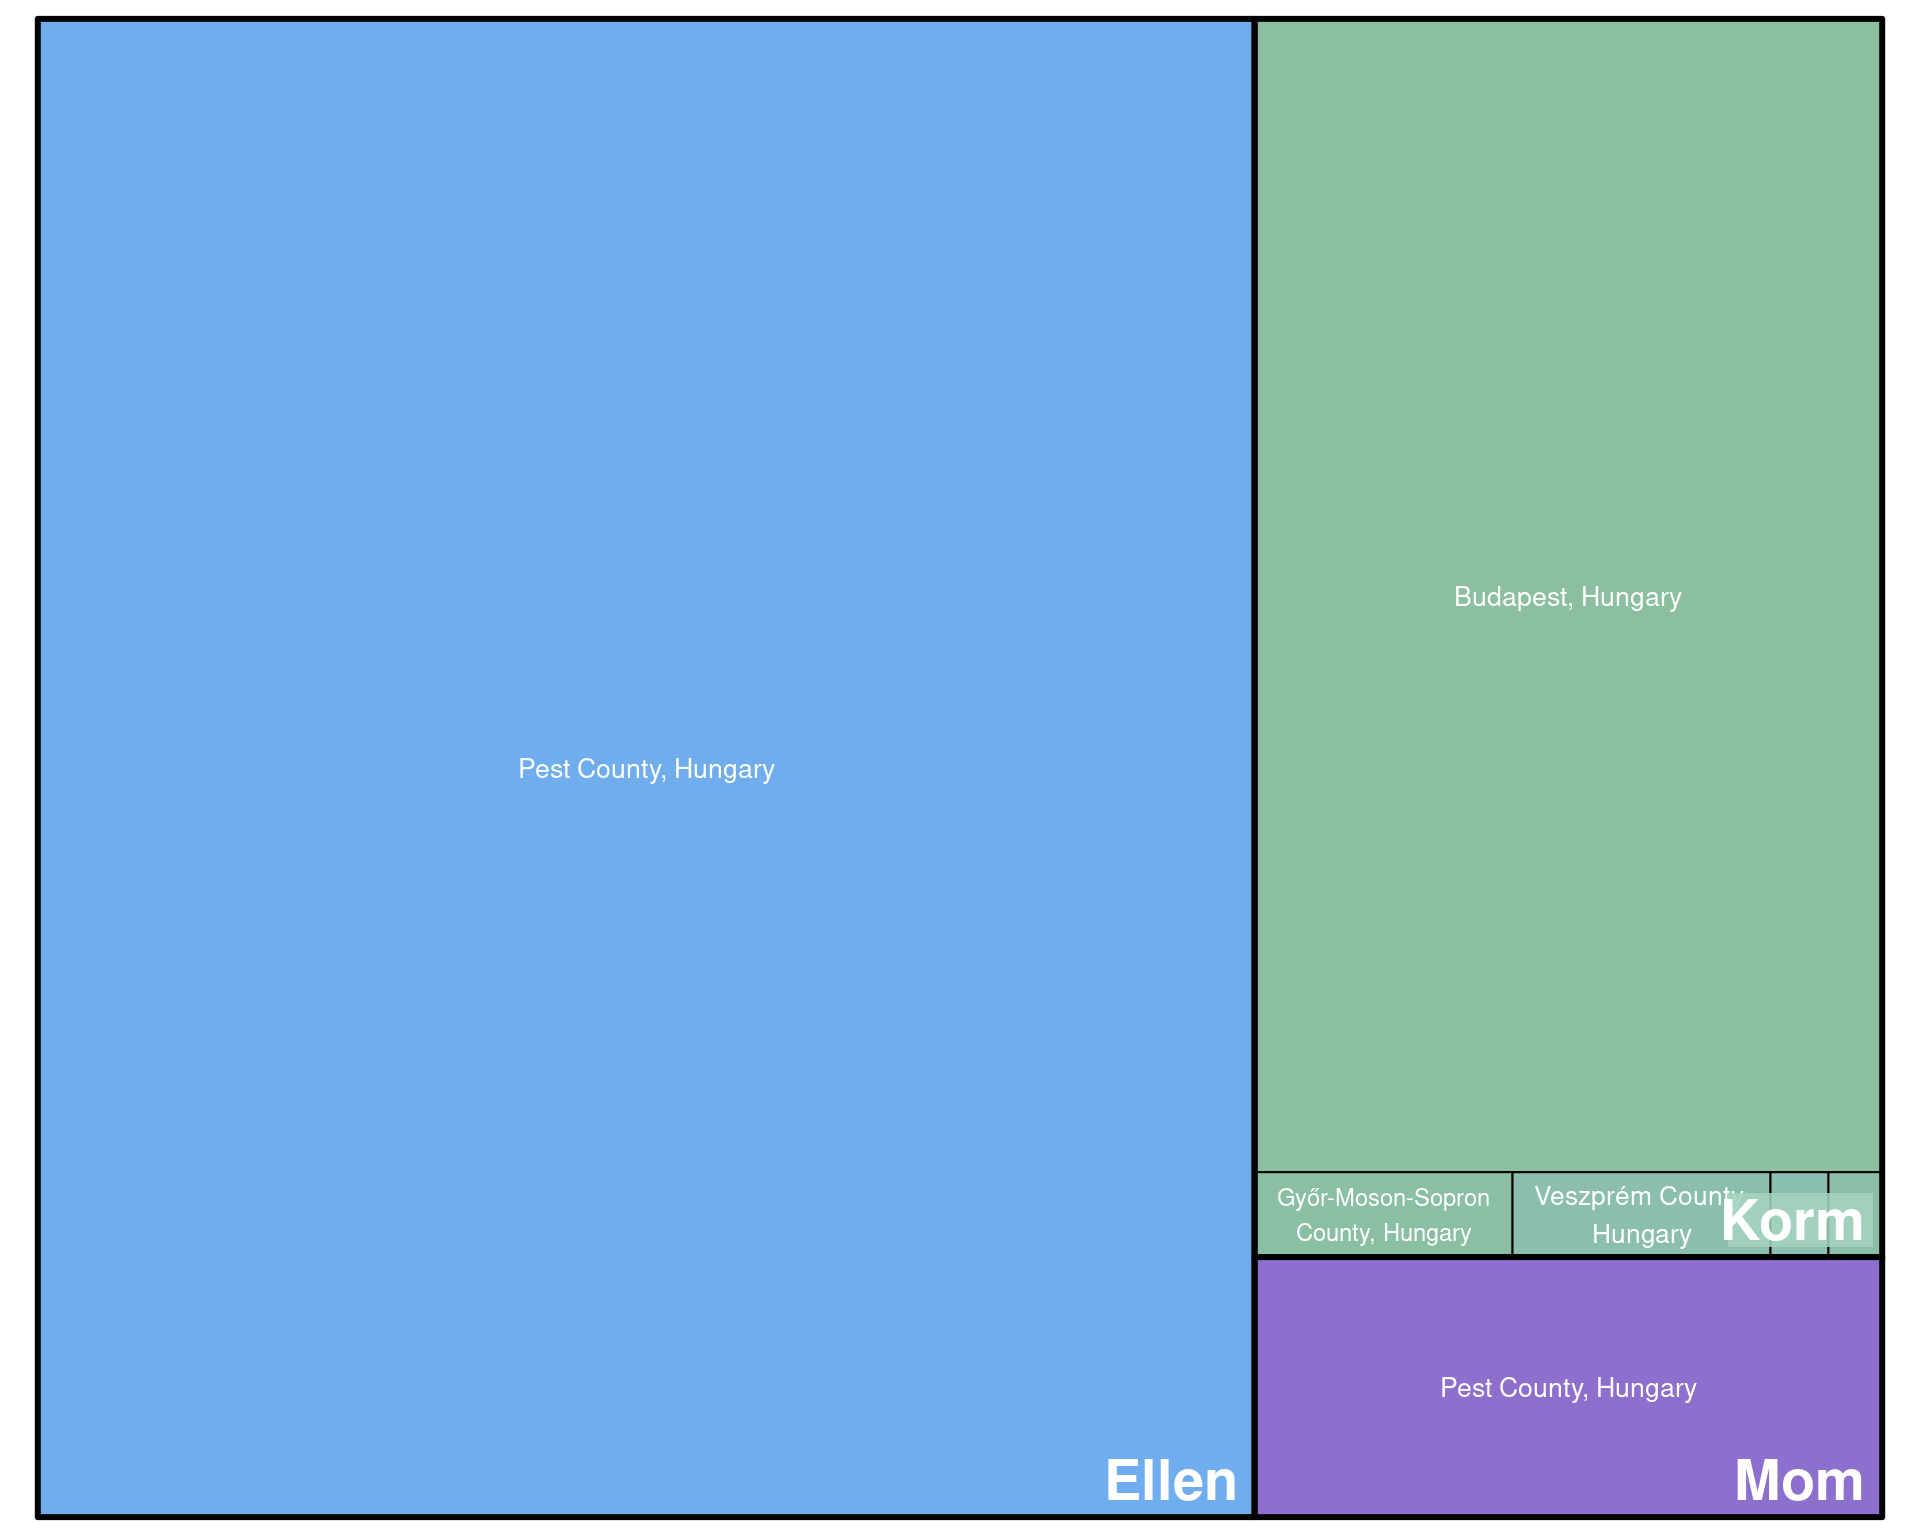 Pest County, Hungary
Ellen
Budapest, Hungary
Győr-Moson-Sopron
County, Hungary
Veszprém County,
Hungary
Korm
Pest County, Hungary
Mom